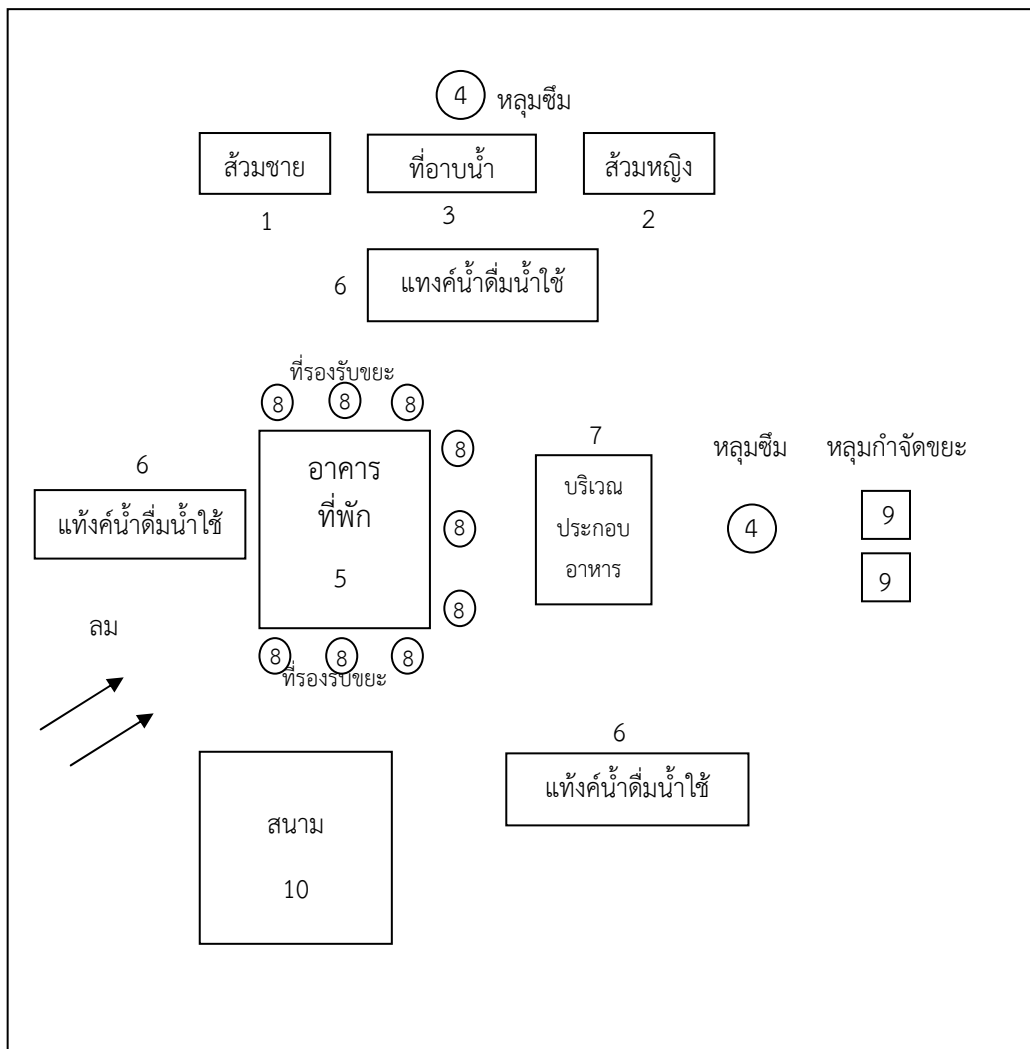 4 หลุมซึม
ส้วมชาย ที่อาบน้ำ ส้วมหญิง
1 3 2
6 แทงค์น้ำดื่มน้ำใช้
ที่รองรับขยะ
8 8 8
6
แท้งค์น้ำดื่มน้ำใช้
อาคาร
ที่พัก
5
8
8
8
7
บริเวณ
ประกอบ
อาหาร
หลุมซึม
4
หลุมกำจัดขยะ
9
9
8 8 8
ที่รองรับขยะ
ลม
6
แท้งค์น้ำดื่มน้ำใช้
สนาม
10